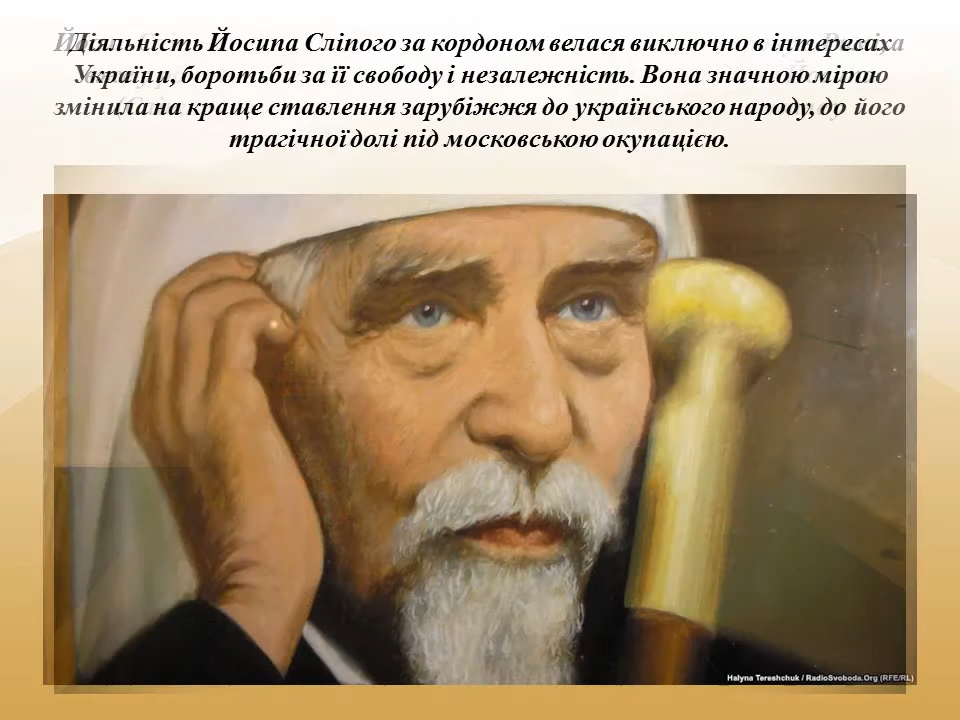 Діяльність Йосипа Сліпого за кордоном велася виключно в інтересах
України, боротьби за її свободу і незалежність. Вона значною мірою
змінила на краще ставлення зарубіжжя до українського народу, до його
трагічної долі під московською окупацією.
Halyna Tereshchuk / RadioSvoboda.Org (RFE/RL)